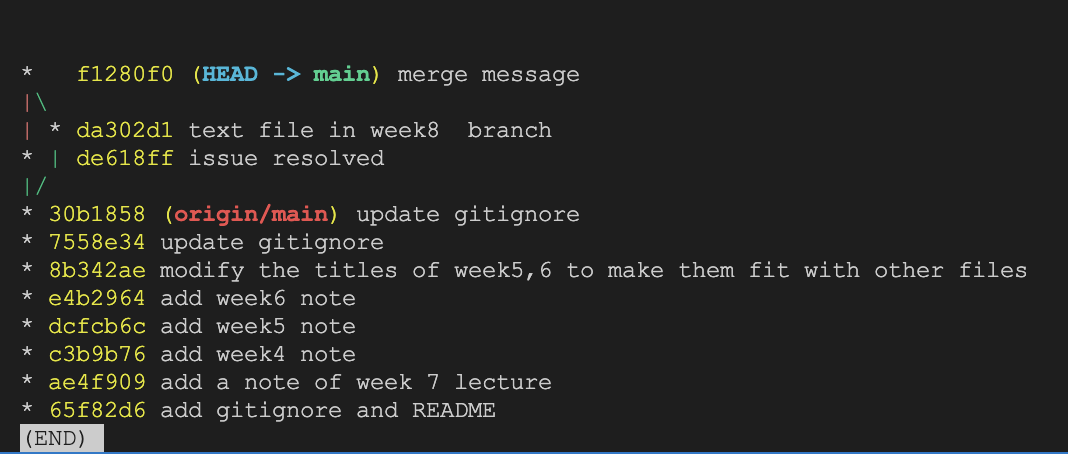 *   f1280f0 (HEAD -> main) merge message
|\
| * da302d1 text file in week8  branch
* | de618ff issue resolved
|/
* 30b1858 (origin/main) update gitignore
* 7558e34 update gitignore
* 8b342ae modify the titles of week5,6 to make them fit with other files
* e4b2964 add week6 note
* dcfcb6c add week5 note
* c3b9b76 add week4 note
* ae4f909 add a note of week 7 lecture
* 65f82d6 add gitignore and README
(END)